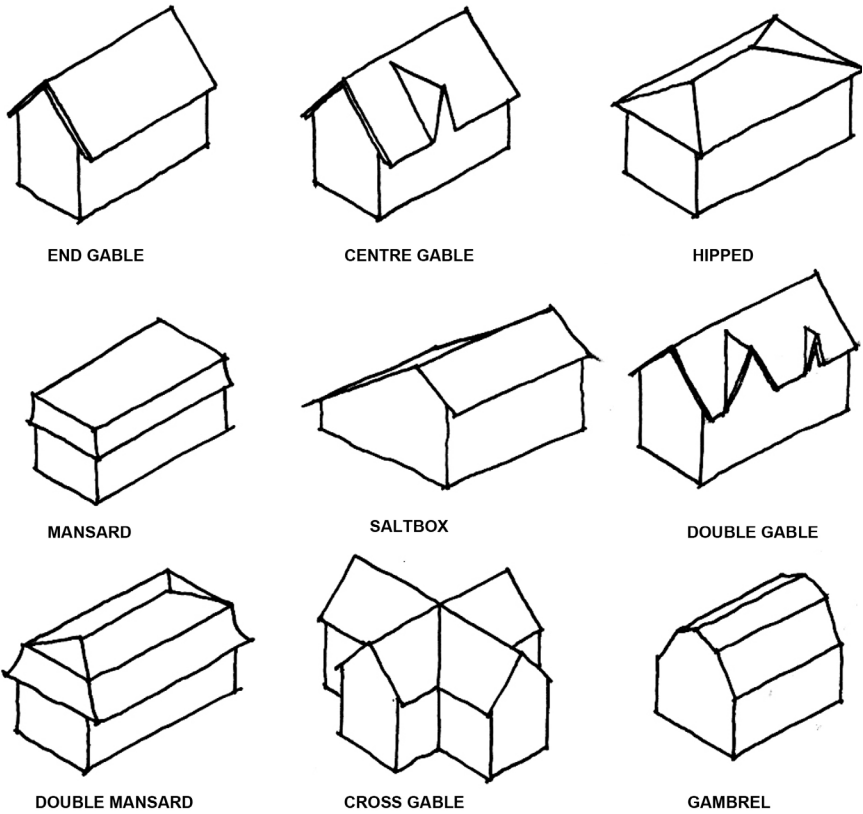 END GABLE
CENTRE GABLE
HIPPED
MANSARD
SALTBOX
DOUBLE GABLE
DOUBLE MANSARD
CROSS GABLE
GAMBREL